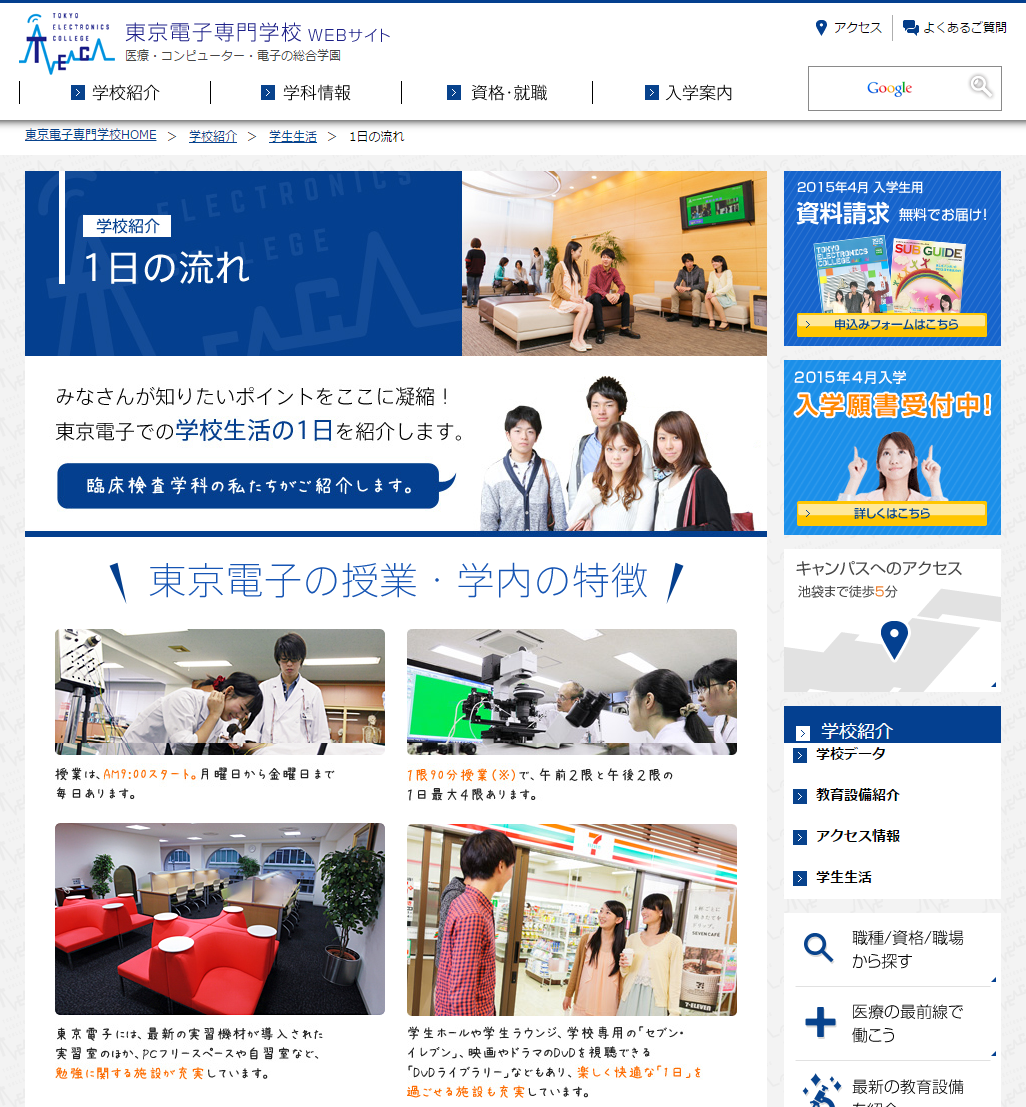 TOKYO
ELECTRONICS
COLLEGE
TECA
東京電子専門学校 WEBサイト
医療・コンピューター・電子の総合学園
アクセス
よくあるご質問
学校紹介
学科情報
資格・就職
入学案内
Google
東京電子専門学校HOME > 学校紹介 > 学生生活 > 1日の流れ
ELECTRONICS
COLLEGE
学校紹介
1日の流れ
みなさんが知りたいポイントをここに凝縮！
東京電子での学校生活の1日を紹介します。
臨床検査学科の私たちがご紹介します。
東京電子の授業・学内の特徴
授業は、AM9:00スタート。月曜日から金曜日まで
毎日あります。
1限90分授業(※)で、午前2限と午後2限の
1日最大4限あります。
東京電子には、最新の実習機材が導入された
実習室のほか、PCフリースペースや自習室など、
勉強に関する施設が充実しています。
7
SEVEN CAFÉ
7-ELEVEN
学生ホールや学生ラウンジ、学校専用の「セブン-
イレブン」、映画やドラマのDVDを視聴できる
「DVDライブラリー」などもあり、楽しく快適な「1日」を
過ごせる施設も充実しています。
2015年4月 入学生用
資料請求 無料でお届け!
TOKYO
ELECTRONICS
COLLEGE
SUB GUIDE
申込みフォームはこちら
2015年4月入学
入学願書受付中!
詳しくはこちら
キャンパスへのアクセス
池袋まで徒歩5分
学校紹介
学校データ
教育設備紹介
アクセス情報
学生生活
職種/資格/職場
から探す
医療の最前線で
働こう
最新の教育設備